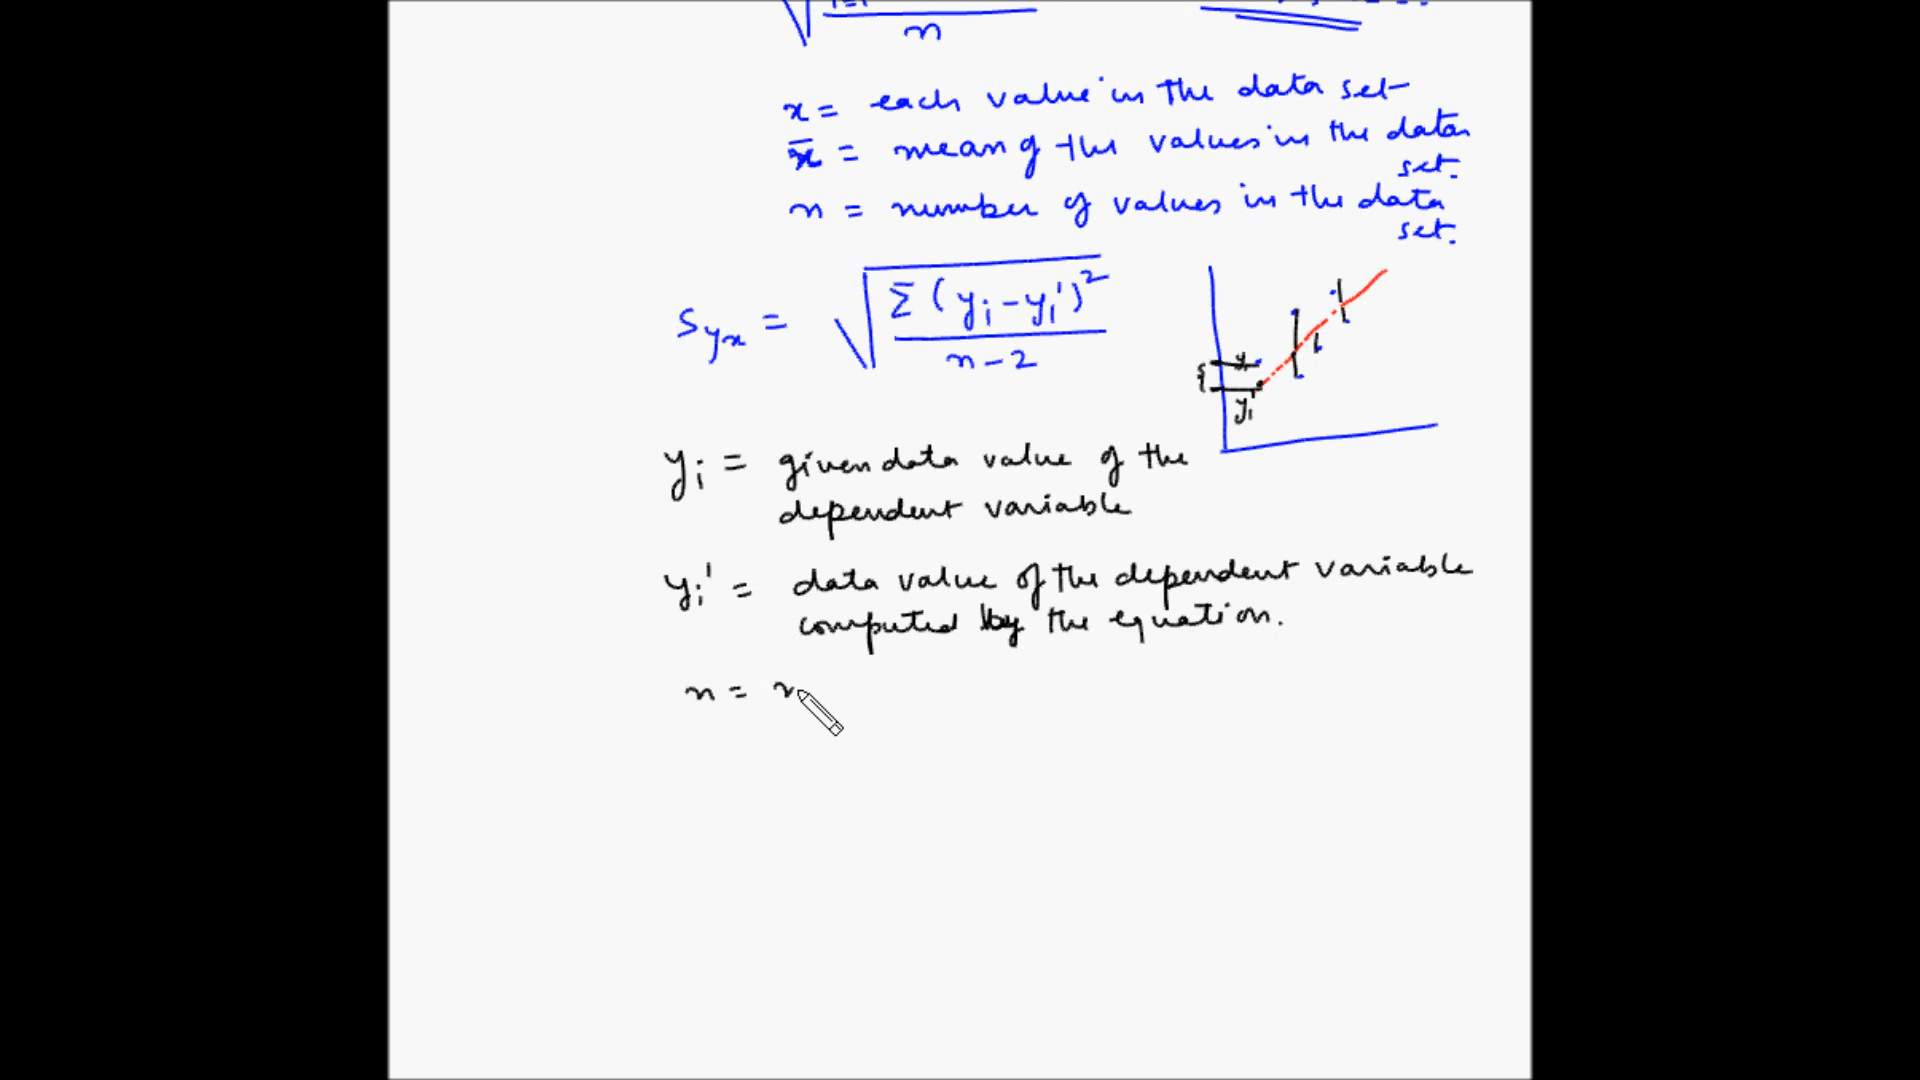 n
x = each value in the data set
x̄ = mean of the values in the data
set.
n = number of values in the data
set.
Syx = √(Σ(yi - yi')² / (n-2))
yi
yi'
yi = given data value of the
dependent variable
yi' = data value of the dependent variable
computed by the equation.
n =